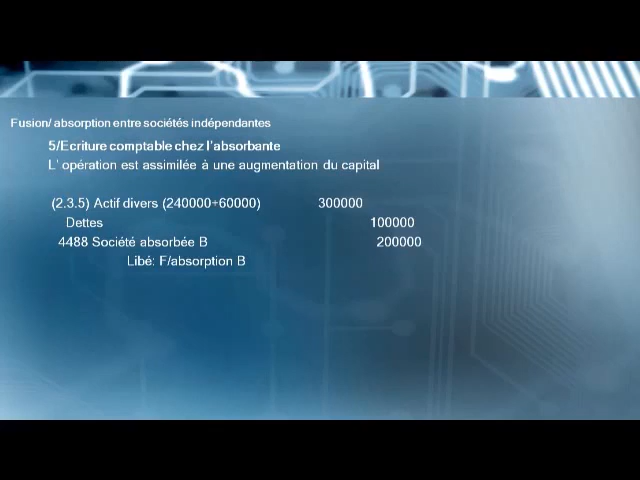 Fusion/ absorption entre sociétés indépendantes
5/Ecriture comptable chez l'absorbante
L' opération est assimilée à une augmentation du capital
(2.3.5) Actif divers (240000+60000) 300000
Dettes 100000
4488 Société absorbée B 200000
Libé: F/absorption B